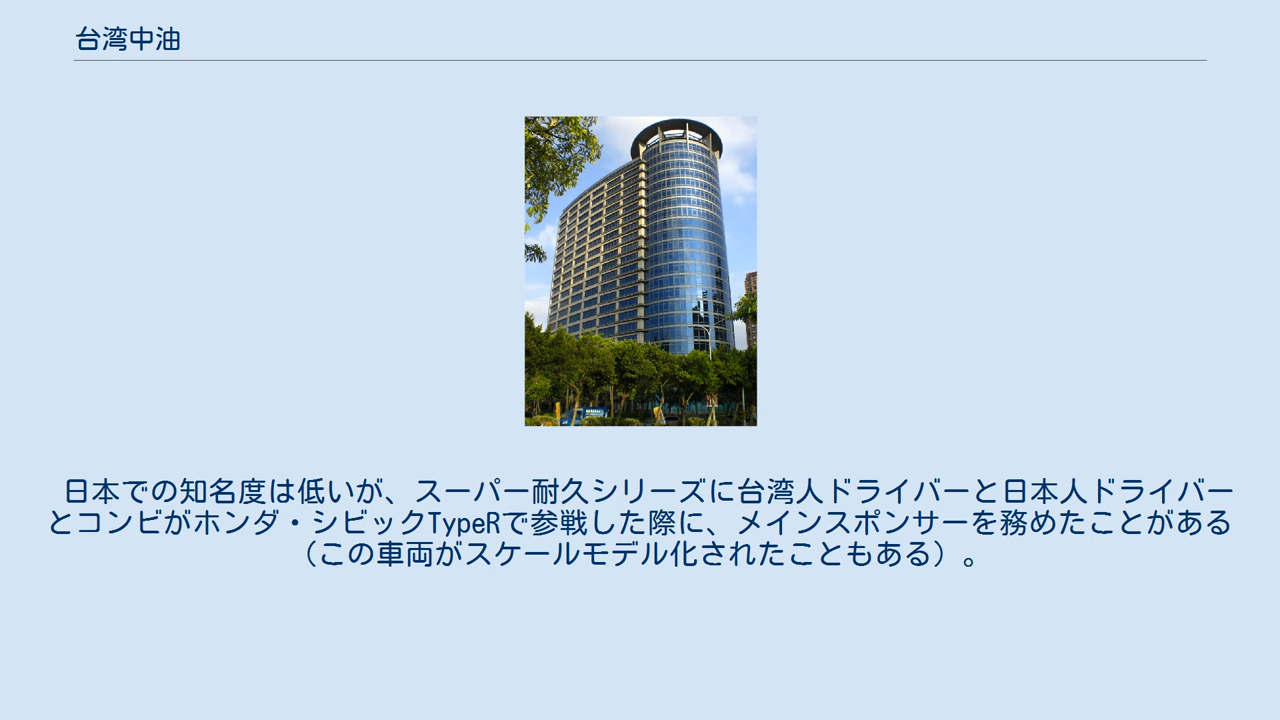 台湾中油
日本での知名度は低いが、スーパー耐久シリーズに台湾人ドライバーと日本人ドライバー
とコンビがホンダ・シビックTypeRで参戦した際に、メインスポンサーを務めたことがある
（この車両がスケールモデル化されたこともある）。